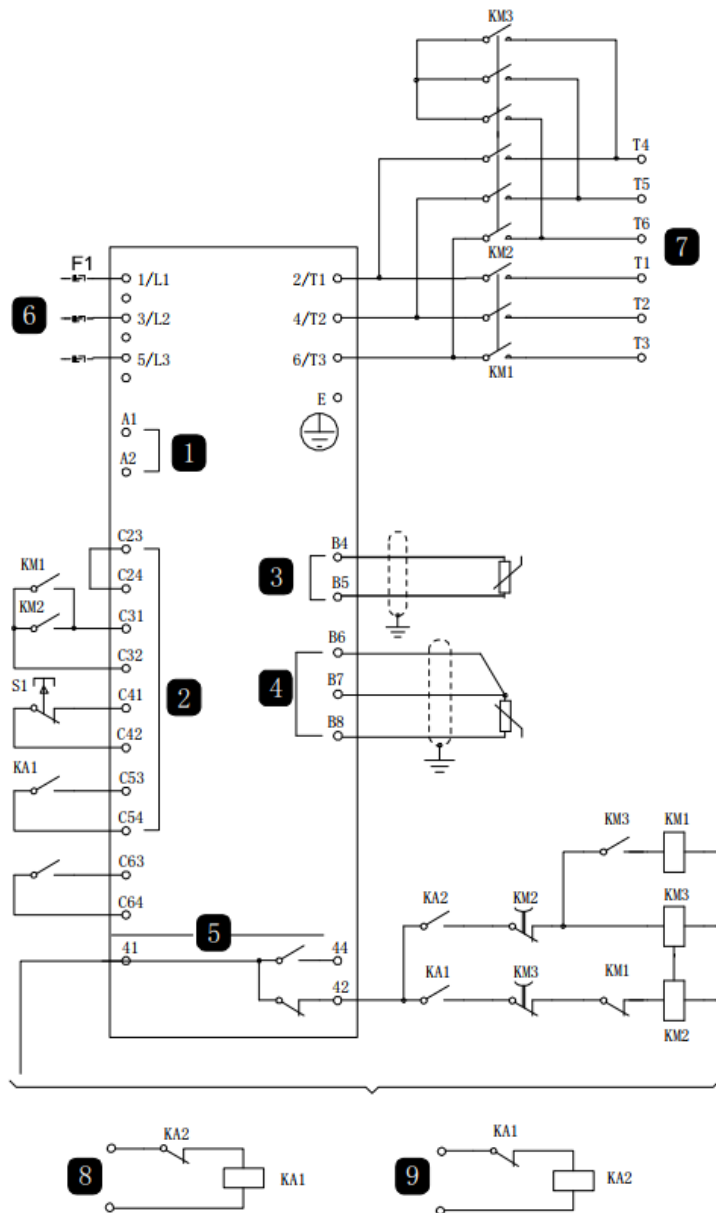 KM3
T4
T5
T6
7
KM2
F1
1/L1
2/T1
T1
6
3/L2
4/T2
T2
5/L3
6/T3
T3
KM1
E
A1
1
A2
C23
B4
KM1
3
C24
B5
KM2
C31
B6
C32
4
S1
2
B7
C41
C42
B8
KA1
C53
C54
KM3
KM1
C63
C64
KA2
KM2
KM3
5
41
44
KA1
KM3
KM1
42
KM2
8
KA2
KA1
9
KA1
KA2